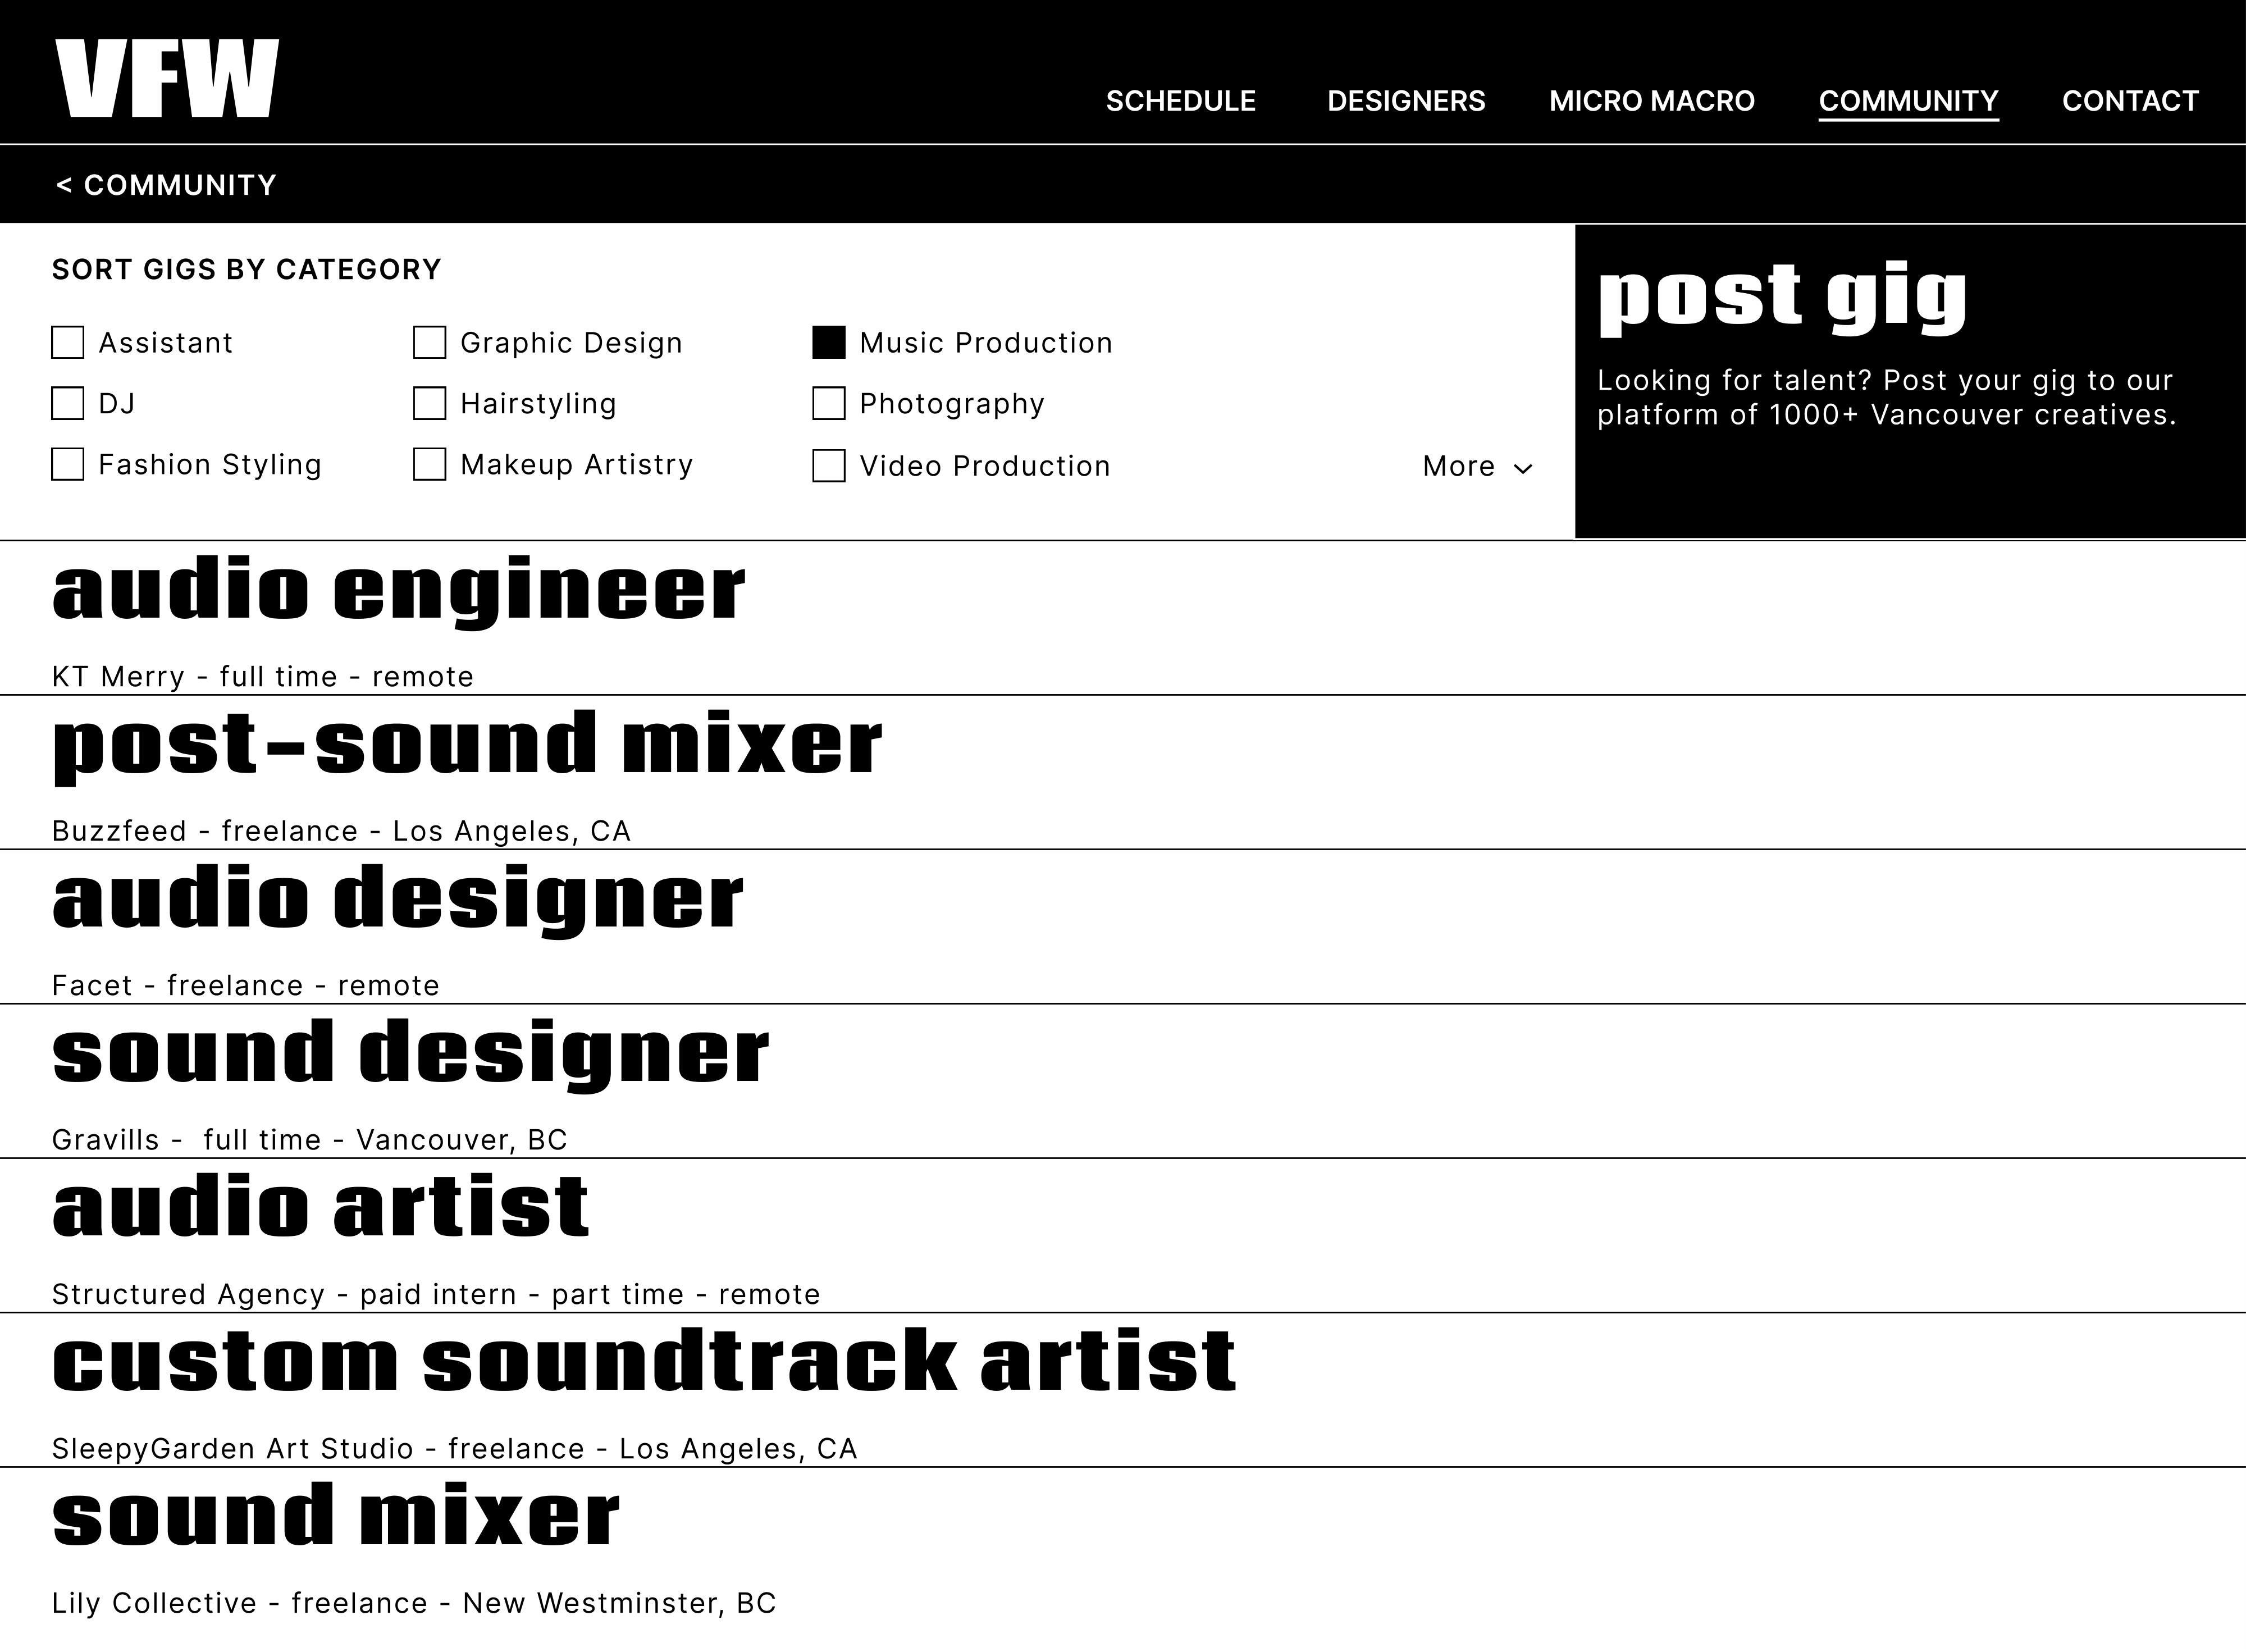 VFW
SCHEDULE DESIGNERS MICRO MACRO COMMUNITY CONTACT
< COMMUNITY
SORT GIGS BY CATEGORY
Assistant Graphic Design Music Production
DJ Hairstyling Photography
Fashion Styling Makeup Artistry Video Production
More
post gig
Looking for talent? Post your gig to our
platform of 1000+ Vancouver creatives.
audio engineer
KT Merry - full time - remote
post-sound mixer
Buzzfeed - freelance - Los Angeles, CA
audio designer
Facet - freelance - remote
sound designer
Gravills -  full time - Vancouver, BC
audio artist
Structured Agency - paid intern - part time - remote
custom soundtrack artist
SleepyGarden Art Studio - freelance - Los Angeles, CA
sound mixer
Lily Collective - freelance - New Westminster, BC